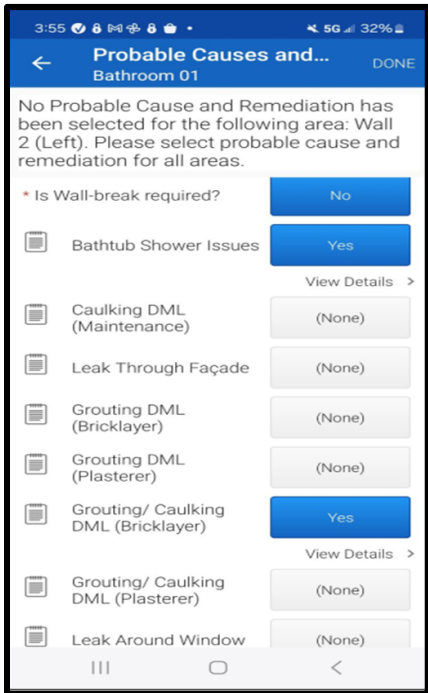 3:55 5G 32%
Probable Causes and...
Bathroom 01
DONE
No Probable Cause and Remediation has
been selected for the following area: Wall
2 (Left). Please select probable cause and
remediation for all areas.
* Is Wall-break required? No
Bathtub Shower Issues Yes
View Details >
Caulking DML
(Maintenance)
(None)
Leak Through Façade (None)
Grouting DML
(Bricklayer)
(None)
Grouting DML
(Plasterer)
(None)
Grouting/ Caulking
DML (Bricklayer)
Yes
View Details >
Grouting/ Caulking
DML (Plasterer)
(None)
Leak Around Window (None)